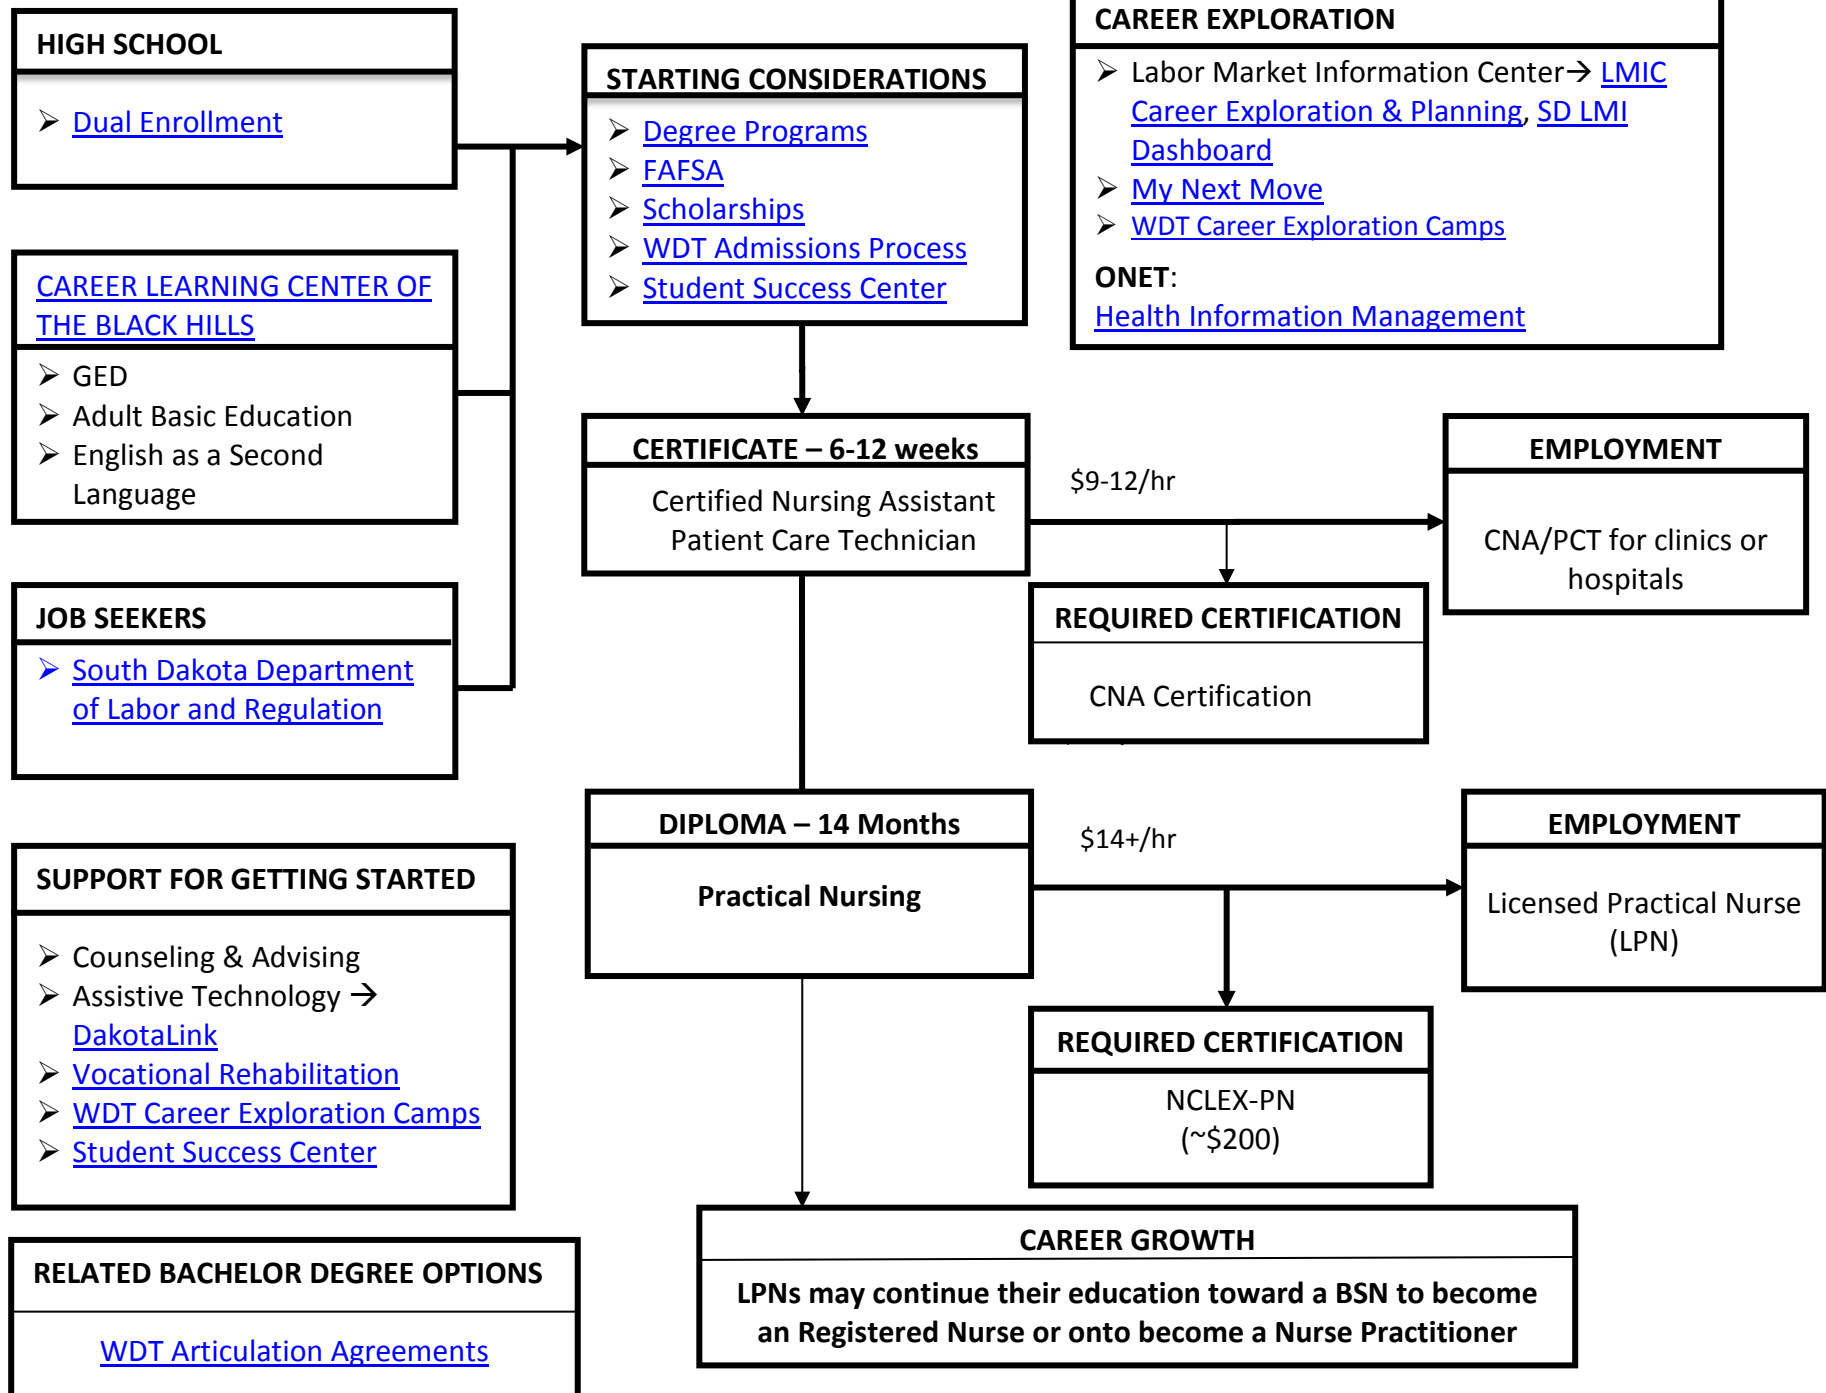 HIGH SCHOOL
➢ Dual Enrollment
CAREER LEARNING CENTER OF
THE BLACK HILLS
➢ GED
➢ Adult Basic Education
➢ English as a Second
Language
JOB SEEKERS
➢ South Dakota Department
of Labor and Regulation
SUPPORT FOR GETTING STARTED
➢ Counseling & Advising
➢ Assistive Technology →
DakotaLink
➢ Vocational Rehabilitation
➢ WDT Career Exploration Camps
➢ Student Success Center
RELATED BACHELOR DEGREE OPTIONS
WDT Articulation Agreements
STARTING CONSIDERATIONS
➢ Degree Programs
➢ FAFSA
➢ Scholarships
➢ WDT Admissions Process
➢ Student Success Center
CAREER EXPLORATION
➢ Labor Market Information Center→ LMIC
Career Exploration & Planning, SD LMI
Dashboard
➢ My Next Move
➢ WDT Career Exploration Camps
ONET:
Health Information Management
CERTIFICATE – 6-12 weeks
Certified Nursing Assistant
Patient Care Technician
$9-12/hr
EMPLOYMENT
CNA/PCT for clinics or
hospitals
REQUIRED CERTIFICATION
CNA Certification
DIPLOMA – 14 Months
Practical Nursing
$14+/hr
EMPLOYMENT
Licensed Practical Nurse
(LPN)
REQUIRED CERTIFICATION
NCLEX-PN
(~$200)
CAREER GROWTH
LPNs may continue their education toward a BSN to become
an Registered Nurse or onto become a Nurse Practitioner